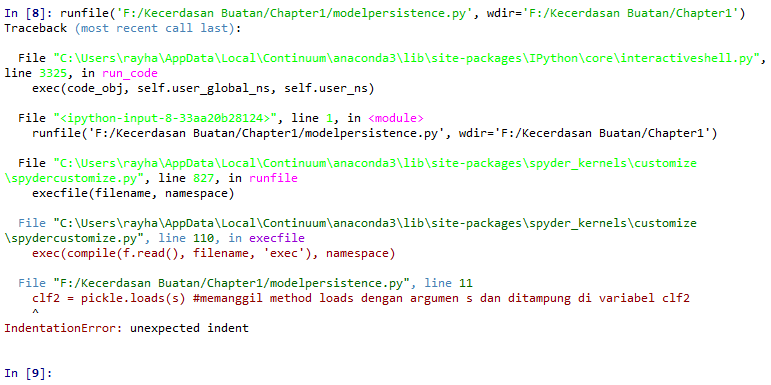 In [8]: runfile('F:/Kecerdasan Buatan/Chapter1/modelpersistence.py', wdir='F:/Kecerdasan Buatan/Chapter1')
Traceback (most recent call last):
File "C:\Users\rayha\AppData\Local\Continuum\anaconda3\lib\site-packages\IPython\core\interactiveshell.py",
line 3325, in run_code
exec(code_obj, self.user_global_ns, self.user_ns)
File "<ipython-input-8-33aa20b28124>", line 1, in <module>
runfile('F:/Kecerdasan Buatan/Chapter1/modelpersistence.py', wdir='F:/Kecerdasan Buatan/Chapter1')
File "C:\Users\rayha\AppData\Local\Continuum\anaconda3\lib\site-packages\spyder_kernels\customize
\spydercustomize.py", line 827, in runfile
execfile(filename, namespace)
File "C:\Users\rayha\AppData\Local\Continuum\anaconda3\lib\site-packages\spyder_kernels\customize
\spydercustomize.py", line 110, in execfile
exec(compile(f.read(), filename, 'exec'), namespace)
File "F:/Kecerdasan Buatan/Chapter1/modelpersistence.py", line 11
clf2 = pickle.loads(s) #memanggil method loads dengan argumen s dan ditampung di variabel clf2
^
IndentationError: unexpected indent
In [9]: